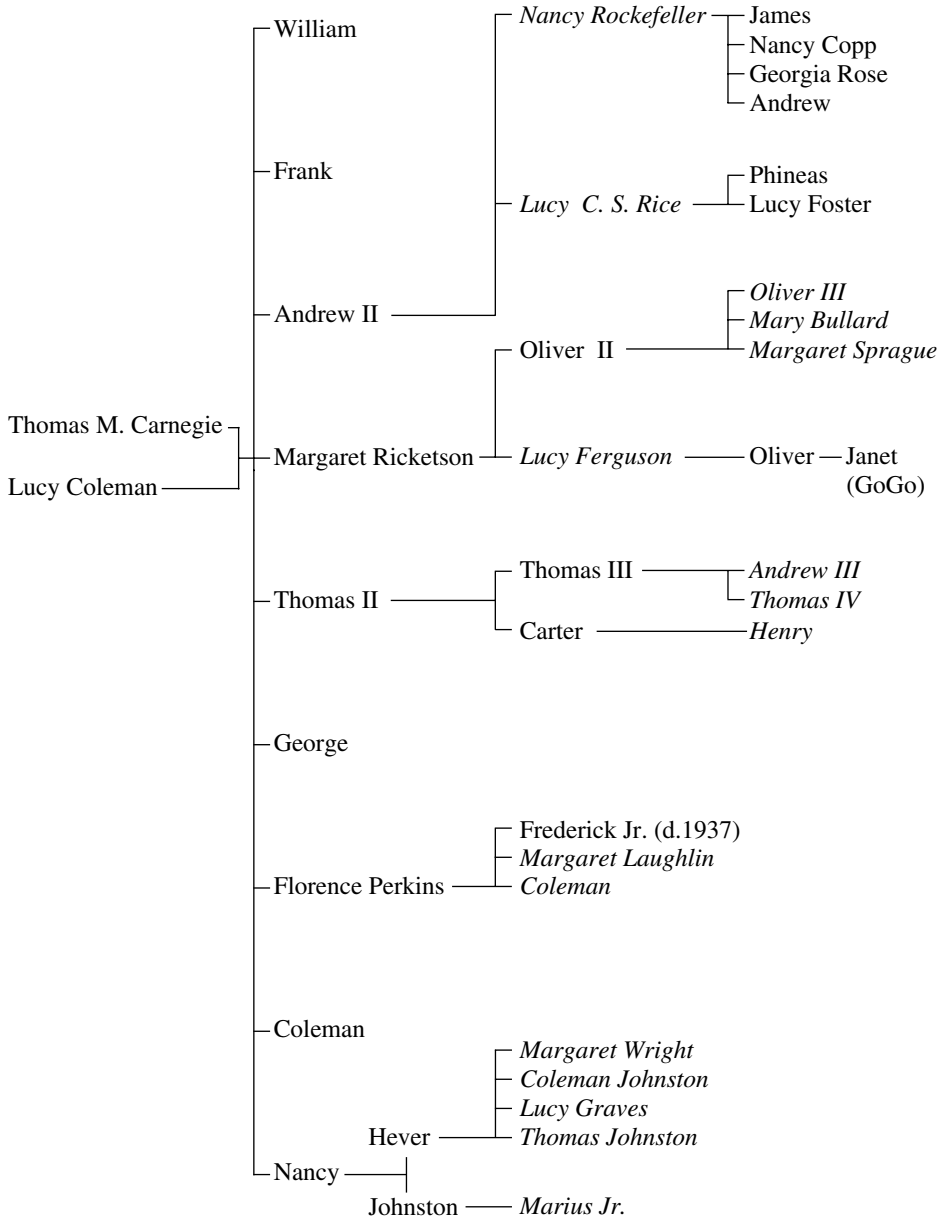 William
Nancy Rockefeller
James
Nancy Copp
Georgia Rose
Andrew
Frank
Lucy C. S. Rice
Phineas
Lucy Foster
Andrew II
Oliver II
Oliver III
Mary Bullard
Margaret Sprague
Thomas M. Carnegie
Lucy Coleman
Margaret Ricketson
Lucy Ferguson
Oliver
Janet
(GoGo)
Thomas II
Thomas III
Andrew III
Thomas IV
Carter
Henry
George
Florence Perkins
Frederick Jr. (d.1937)
Margaret Laughlin
Coleman
Coleman
Nancy
Hever
Margaret Wright
Coleman Johnston
Lucy Graves
Thomas Johnston
Johnston
Marius Jr.